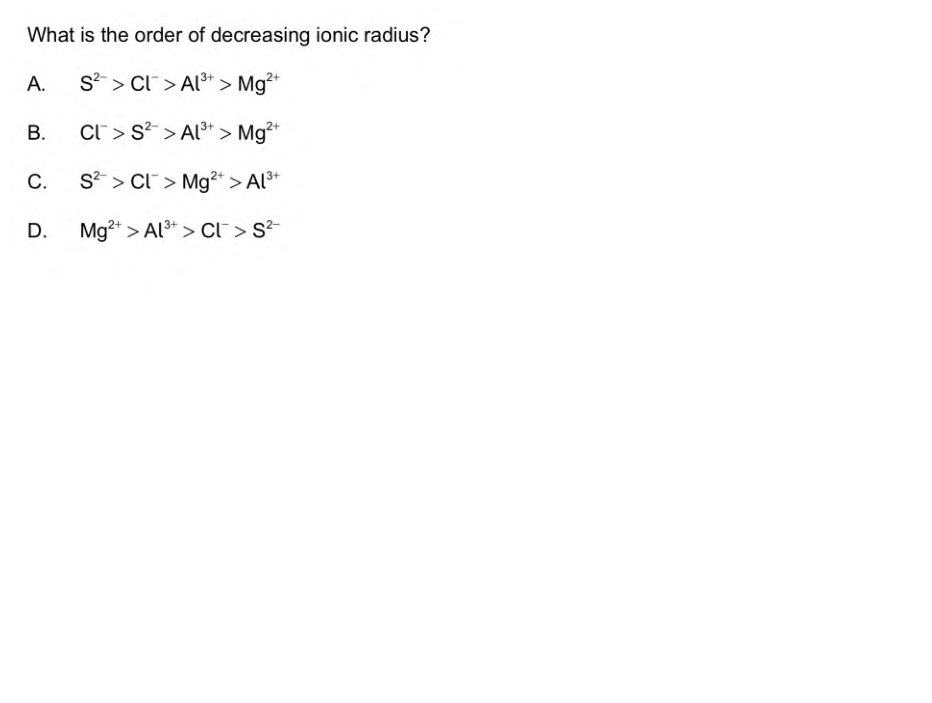 What is the order of decreasing ionic radius?
A. S²⁻ > Cl⁻ > Al³⁺ > Mg²⁺
B. Cl⁻ > S²⁻ > Al³⁺ > Mg²⁺
C. S²⁻ > Cl⁻ > Mg²⁺ > Al³⁺
D. Mg²⁺ > Al³⁺ > Cl⁻ > S²⁻